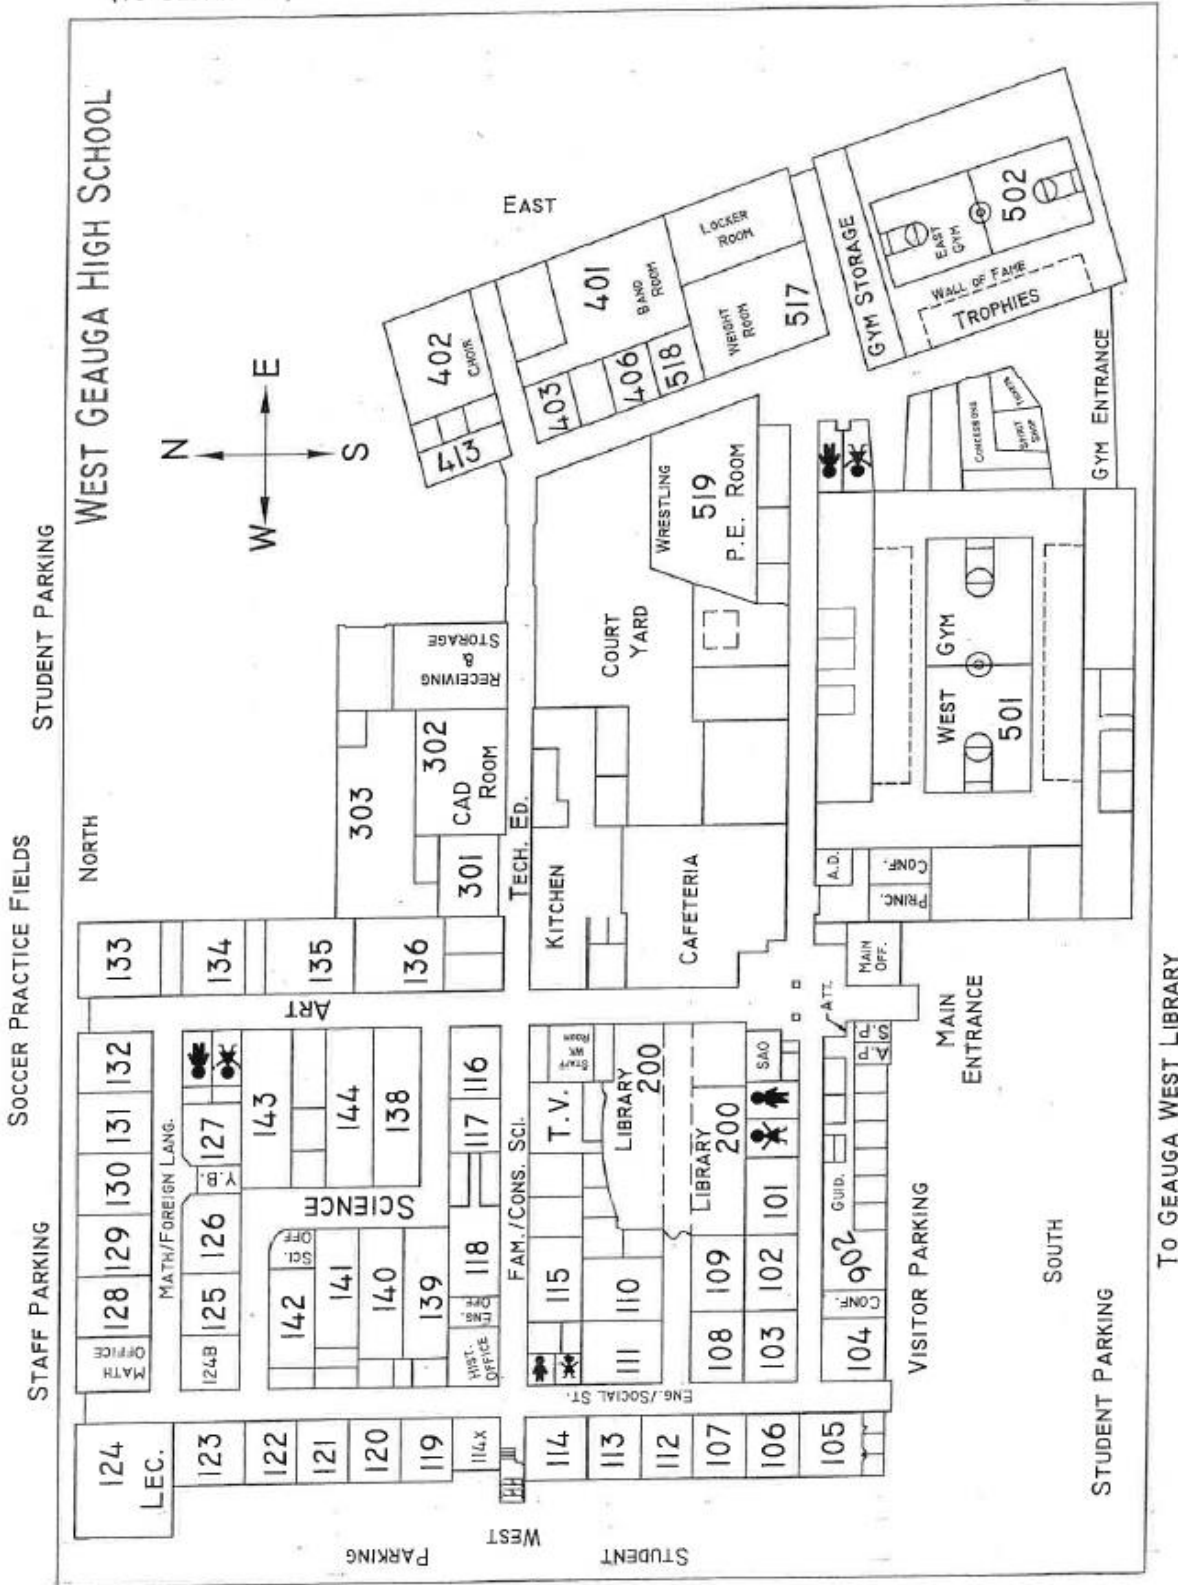 WEST GEAUGA HIGH SCHOOL
N
E
S
W
STUDENT PARKING
SOCCER PRACTICE FIELDS
STAFF PARKING
NORTH
EAST
402
CHOIR
413
401
BAND
ROOM
403
406
518
LOCKER
ROOM
WEIGHT
ROOM
517
GYM STORAGE
EAST
GYM
502
WALL OF FAME
TROPHIES
GYM ENTRANCE
CONCESSIONS
TICKETS
SPIRIT
SHOP
WRESTLING
519
P.E. ROOM
COURT
YARD
RECEIVING
&
STORAGE
303
302
CAD
ROOM
301
TECH. ED.
KITCHEN
CAFETERIA
WEST GYM
501
A.D.
CONF.
PRINC.
MAIN
OFF.
ATT.
MAIN
ENTRANCE
133
134
135
136
ART
132
131
130
129
128
MATH
OFFICE
MATH/FOREIGN LANG.
127
Y.B.
126
125
124B
143
144
138
SCIENCE
SCI.
OFF
142
141
140
139
116
117
118
ENG.
OFF
HIST.
OFFICE
FAM./CONS. SCI.
STAFF
WK
ROOM
T.V.
LIBRARY
200
LIBRARY
200
SAO
115
110
111
109
108
101
102
103
S.P.
A.P.
GUID.
902
CONF.
104
ENG./SOCIAL ST.
124
LEC.
123
122
121
120
119
114X
114
113
112
107
106
105
VISITOR PARKING
SOUTH
STUDENT PARKING
TO GEAUGA WEST LIBRARY
WEST
STUDENT
PARKING